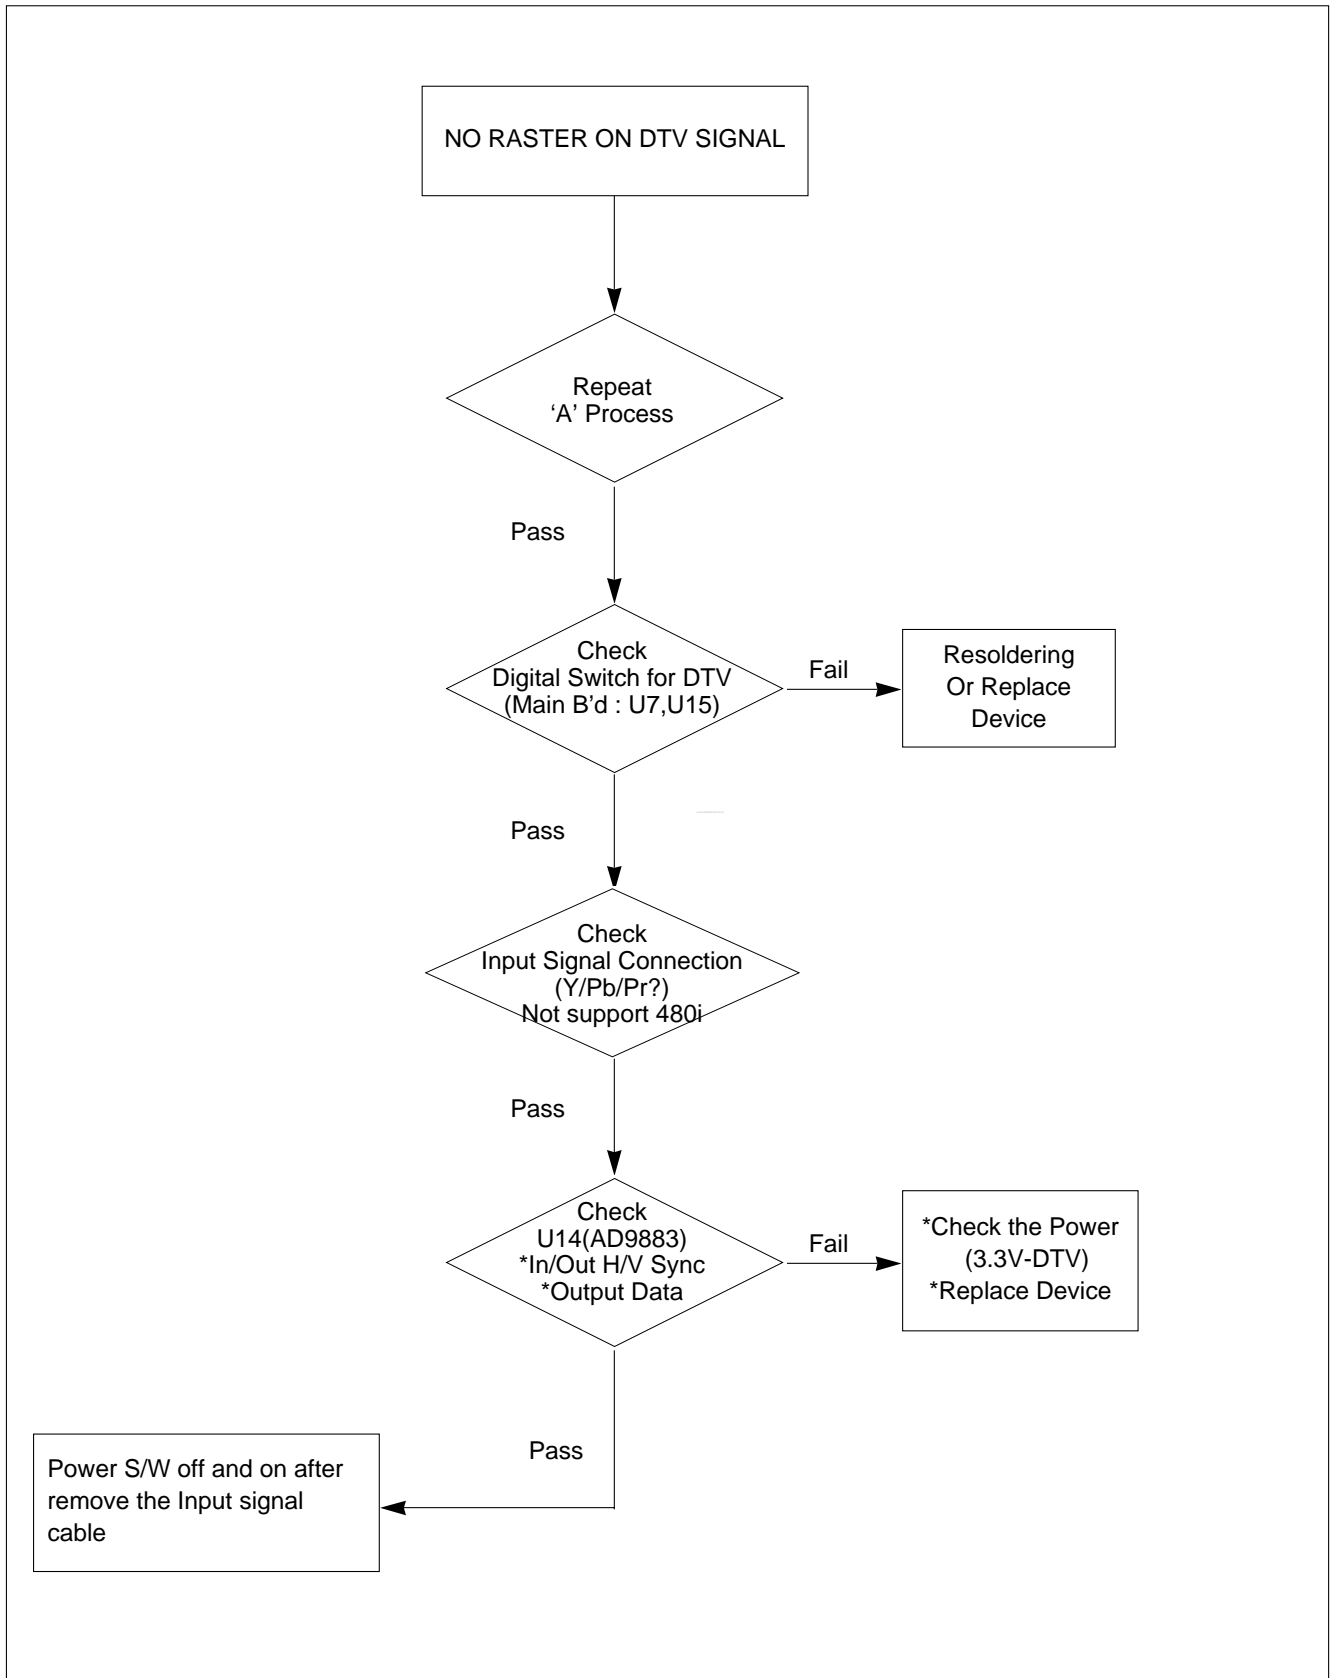 NO RASTER ON DTV SIGNAL
Repeat
‘A’ Process
Pass
Check
Digital Switch for DTV
(Main B’d : U7,U15)
Fail
Resoldering
Or Replace
Device
Pass
Check
Input Signal Connection
(Y/Pb/Pr?)
Not support 480i
Pass
Check
U14(AD9883)
*In/Out H/V Sync
*Output Data
Fail
*Check the Power
(3.3V-DTV)
*Replace Device
Pass
Power S/W off and on after
remove the Input signal
cable